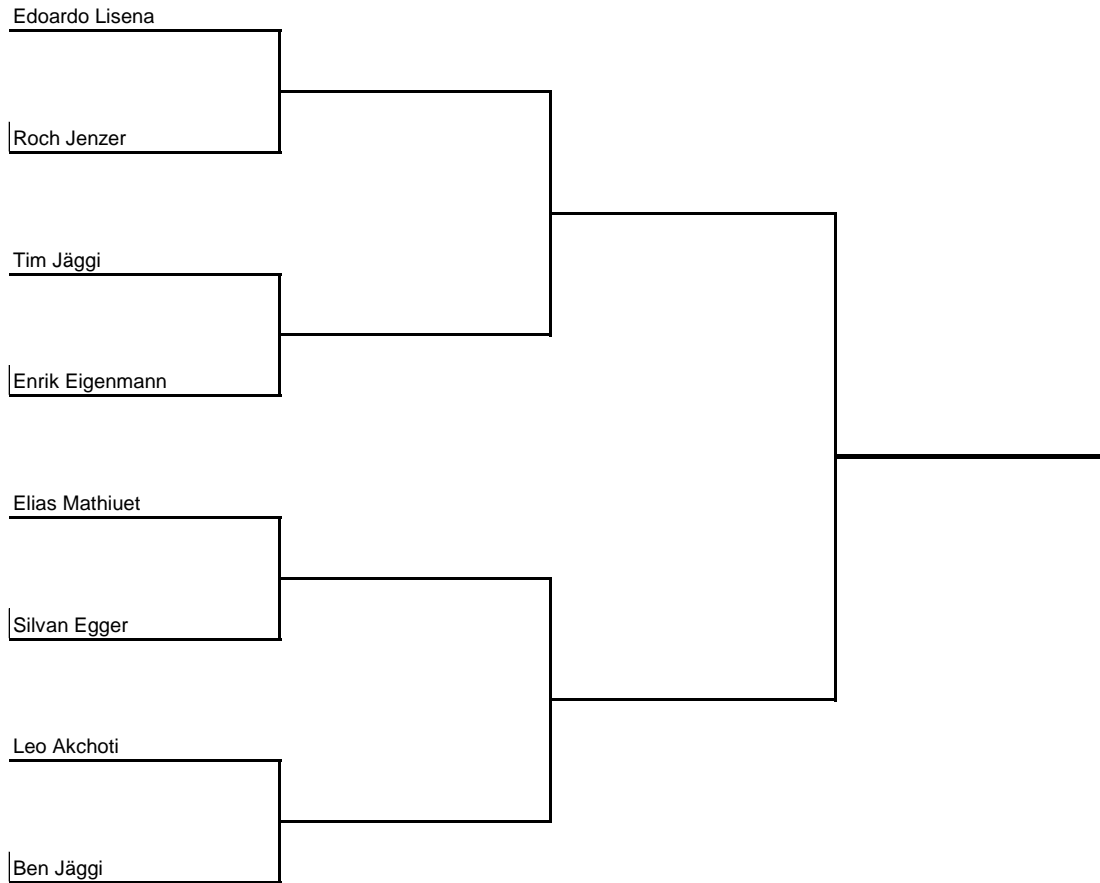 Edoardo Lisena
Roch Jenzer
Tim Jäggi
Enrik Eigenmann
Elias Mathiuet
Silvan Egger
Leo Akchoti
Ben Jäggi